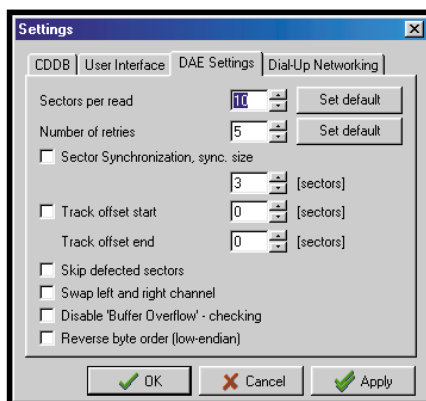 Settings
CDDB User Interface DAE Settings Dial-Up Networking
Sectors per read 10 Set default
Number of retries 5 Set default
Sector Synchronization, sync. size
3 [sectors]
Track offset start 0 [sectors]
Track offset end 0 [sectors]
Skip defected sectors
Swap left and right channel
Disable 'Buffer Overflow' - checking
Reverse byte order (low-endian)
OK Cancel Apply